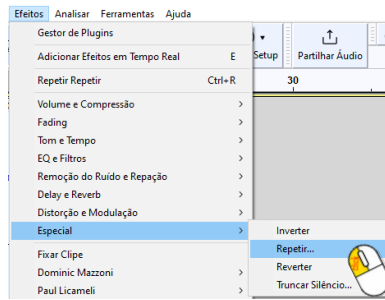 Efeitos Analisar Ferramentas Ajuda
Gestor de Plugins
Adicionar Efeitos em Tempo Real E
Setup Partilhar Áudio
Repetir Repetir Ctrl+R
30
Volume e Compressão
Fading
Tom e Tempo
EQ e Filtros
Remoção do Ruído e Repação
Delay e Reverb
Distorção e Modulação
Especial
Inverter
Repetir...
Fixar Clipe
Reverter
Dominic Mazzoni
Truncar Silêncio...
Paul Licameli